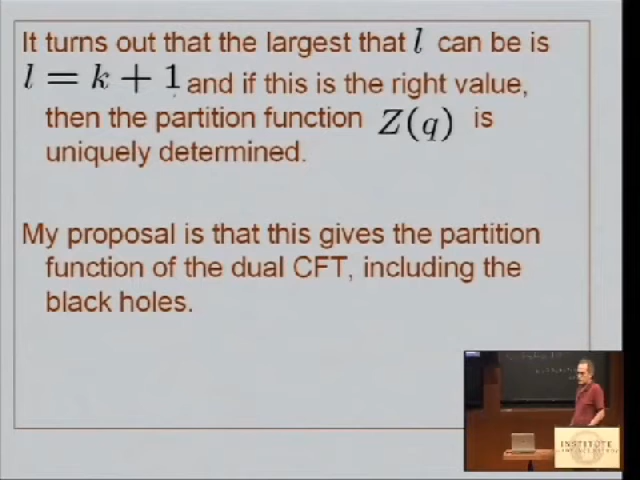 It turns out that the largest that l can be is
l = k + 1 and if this is the right value,
then the partition function Z(q) is
uniquely determined.
My proposal is that this gives the partition
function of the dual CFT, including the
black holes.
INSTITUTE